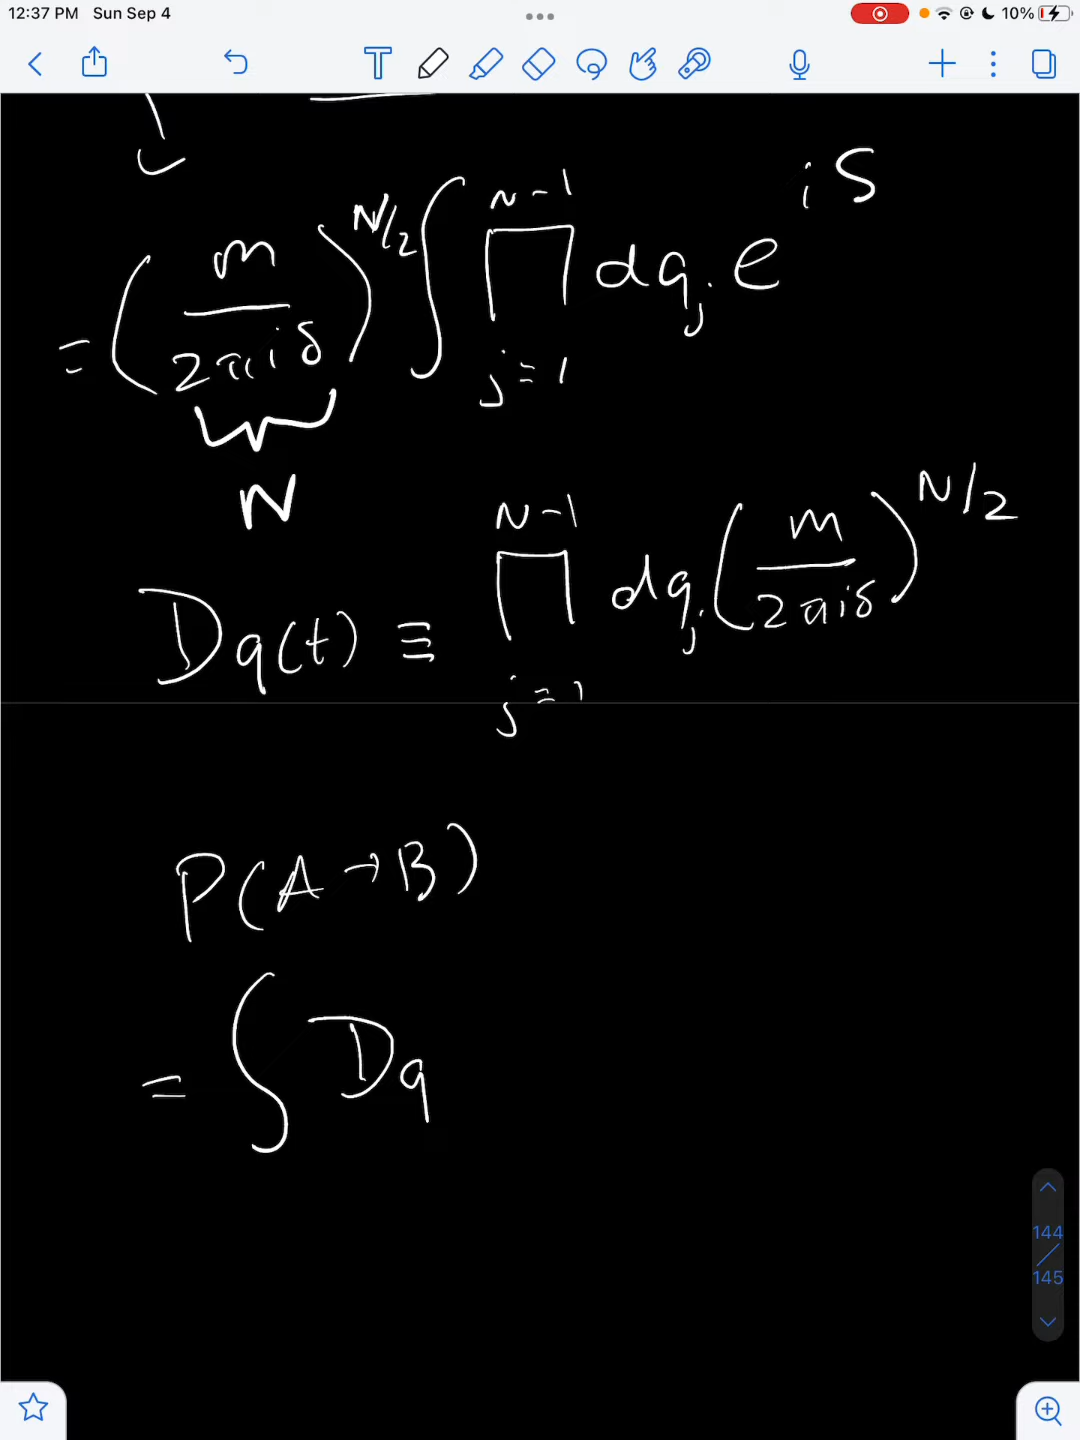 12:37 PM Sun Sep 4 10%
T
= (m / 2πiδ)^{N/2} ∫ ∏_{j=1}^{N-1} dq_j e^{iS}
N
Dq(t) ≡ ∏_{j=1}^{N-1} dq_j (m / 2πiδ)^{N/2}
P(A→B)
= ∫ Dq
144
145